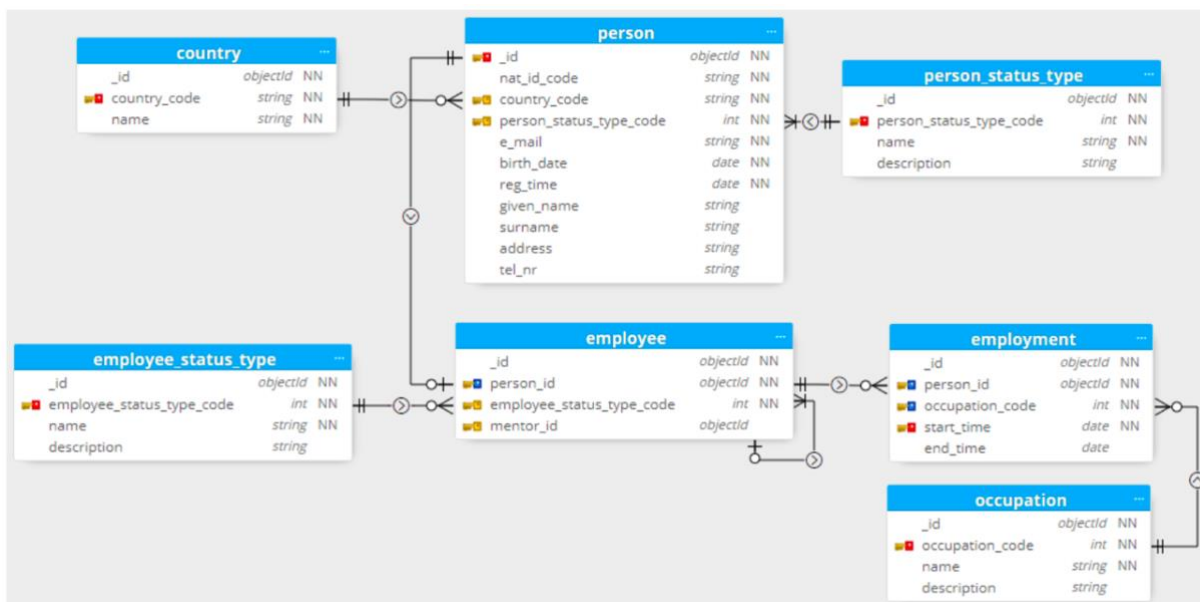 country ...
_id objectId NN
country_code string NN
name string NN
person ...
_id objectId NN
nat_id_code string NN
country_code string NN
person_status_type_code int NN
e_mail string NN
birth_date date NN
reg_time date NN
given_name string
surname string
address string
tel_nr string
person_status_type ...
_id objectId NN
person_status_type_code int NN
name string NN
description string
employee_status_type ...
_id objectId NN
employee_status_type_code int NN
name string NN
description string
employee ...
_id objectId NN
person_id objectId NN
employee_status_type_code int NN
mentor_id objectId
employment ...
_id objectId NN
person_id objectId NN
occupation_code int NN
start_time date NN
end_time date
occupation ...
_id objectId NN
occupation_code int NN
name string NN
description string